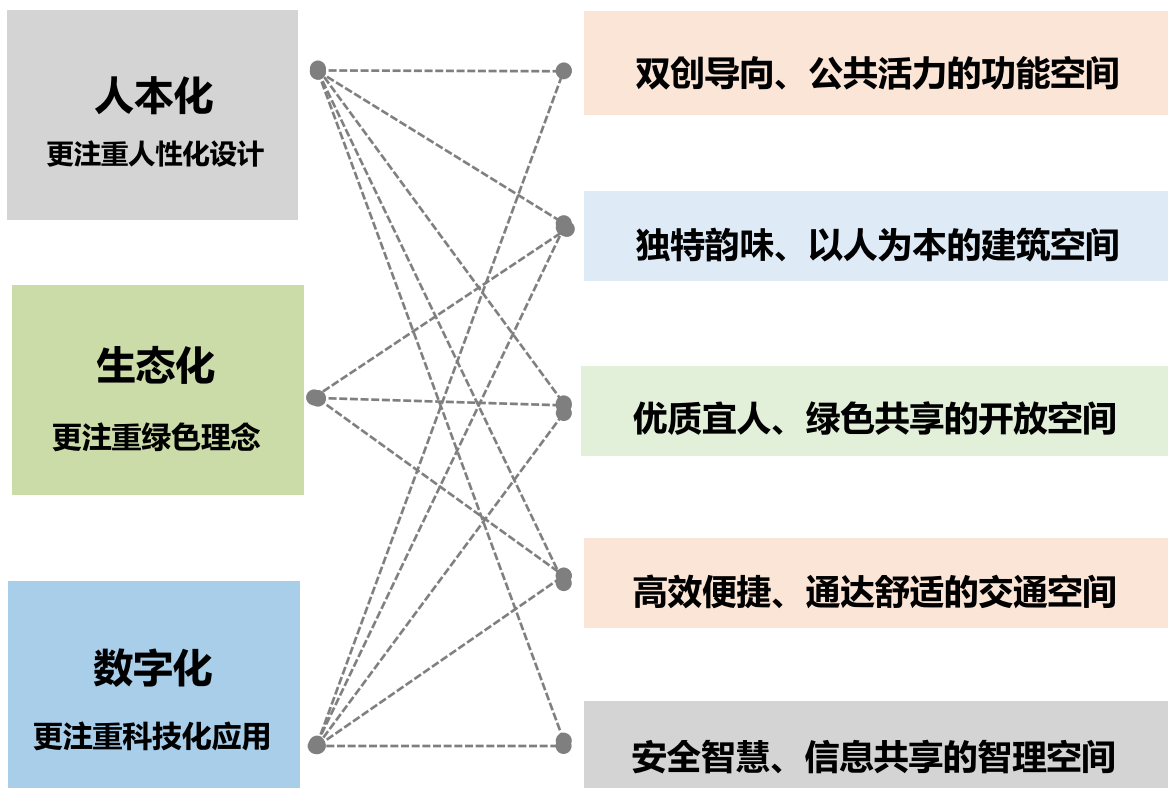 人本化
更注重人性化设计
生态化
更注重绿色理念
数字化
更注重科技化应用
双创导向、公共活力的功能空间
独特韵味、以人为本的建筑空间
优质宜人、绿色共享的开放空间
高效便捷、通达舒适的交通空间
安全智慧、信息共享的智理空间